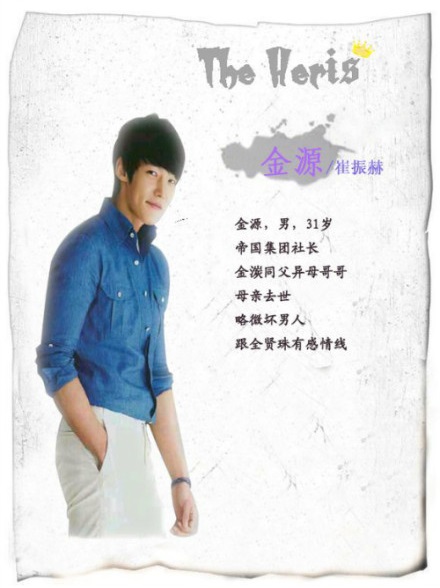 The Heris
金源/崔振赫
金源，男，31岁
帝国集团社长
金漡同父异母哥哥
母亲去世
略微坏男人
跟全贤珠有感情线